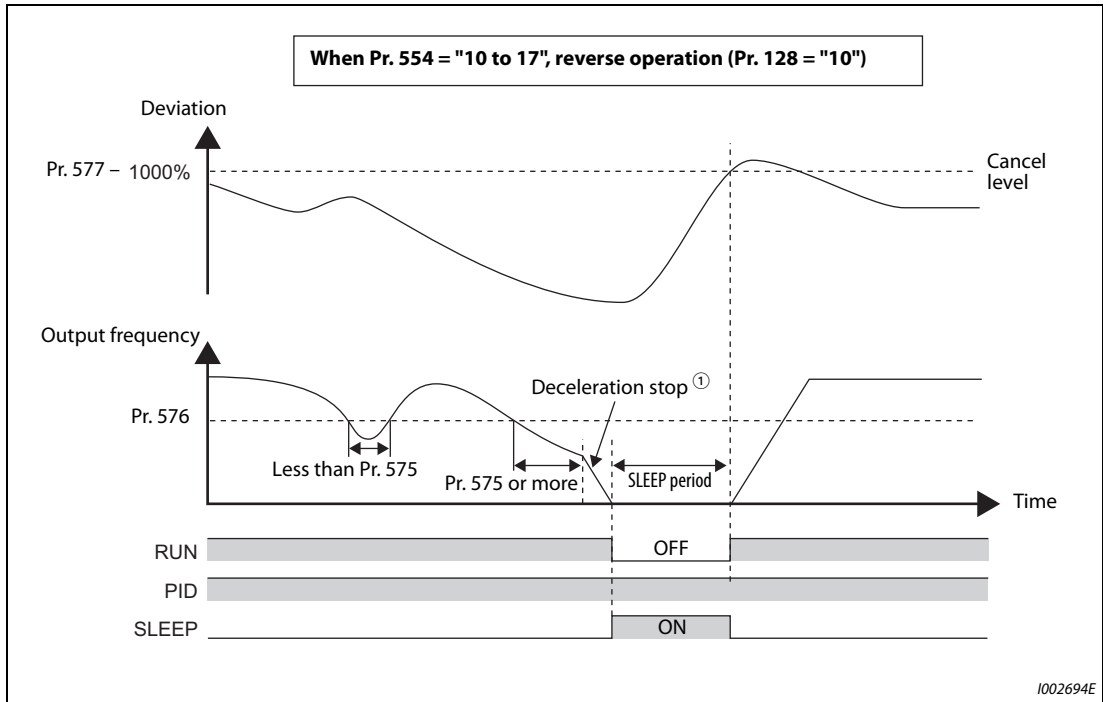 When Pr. 554 = "10 to 17", reverse operation (Pr. 128 = "10")
Deviation
Pr. 577 – 1000%
Cancel
level
Output frequency
Deceleration stop ①
Pr. 576
Less than Pr. 575
Pr. 575 or more
SLEEP period
Time
RUN
OFF
PID
SLEEP
ON
I002694E